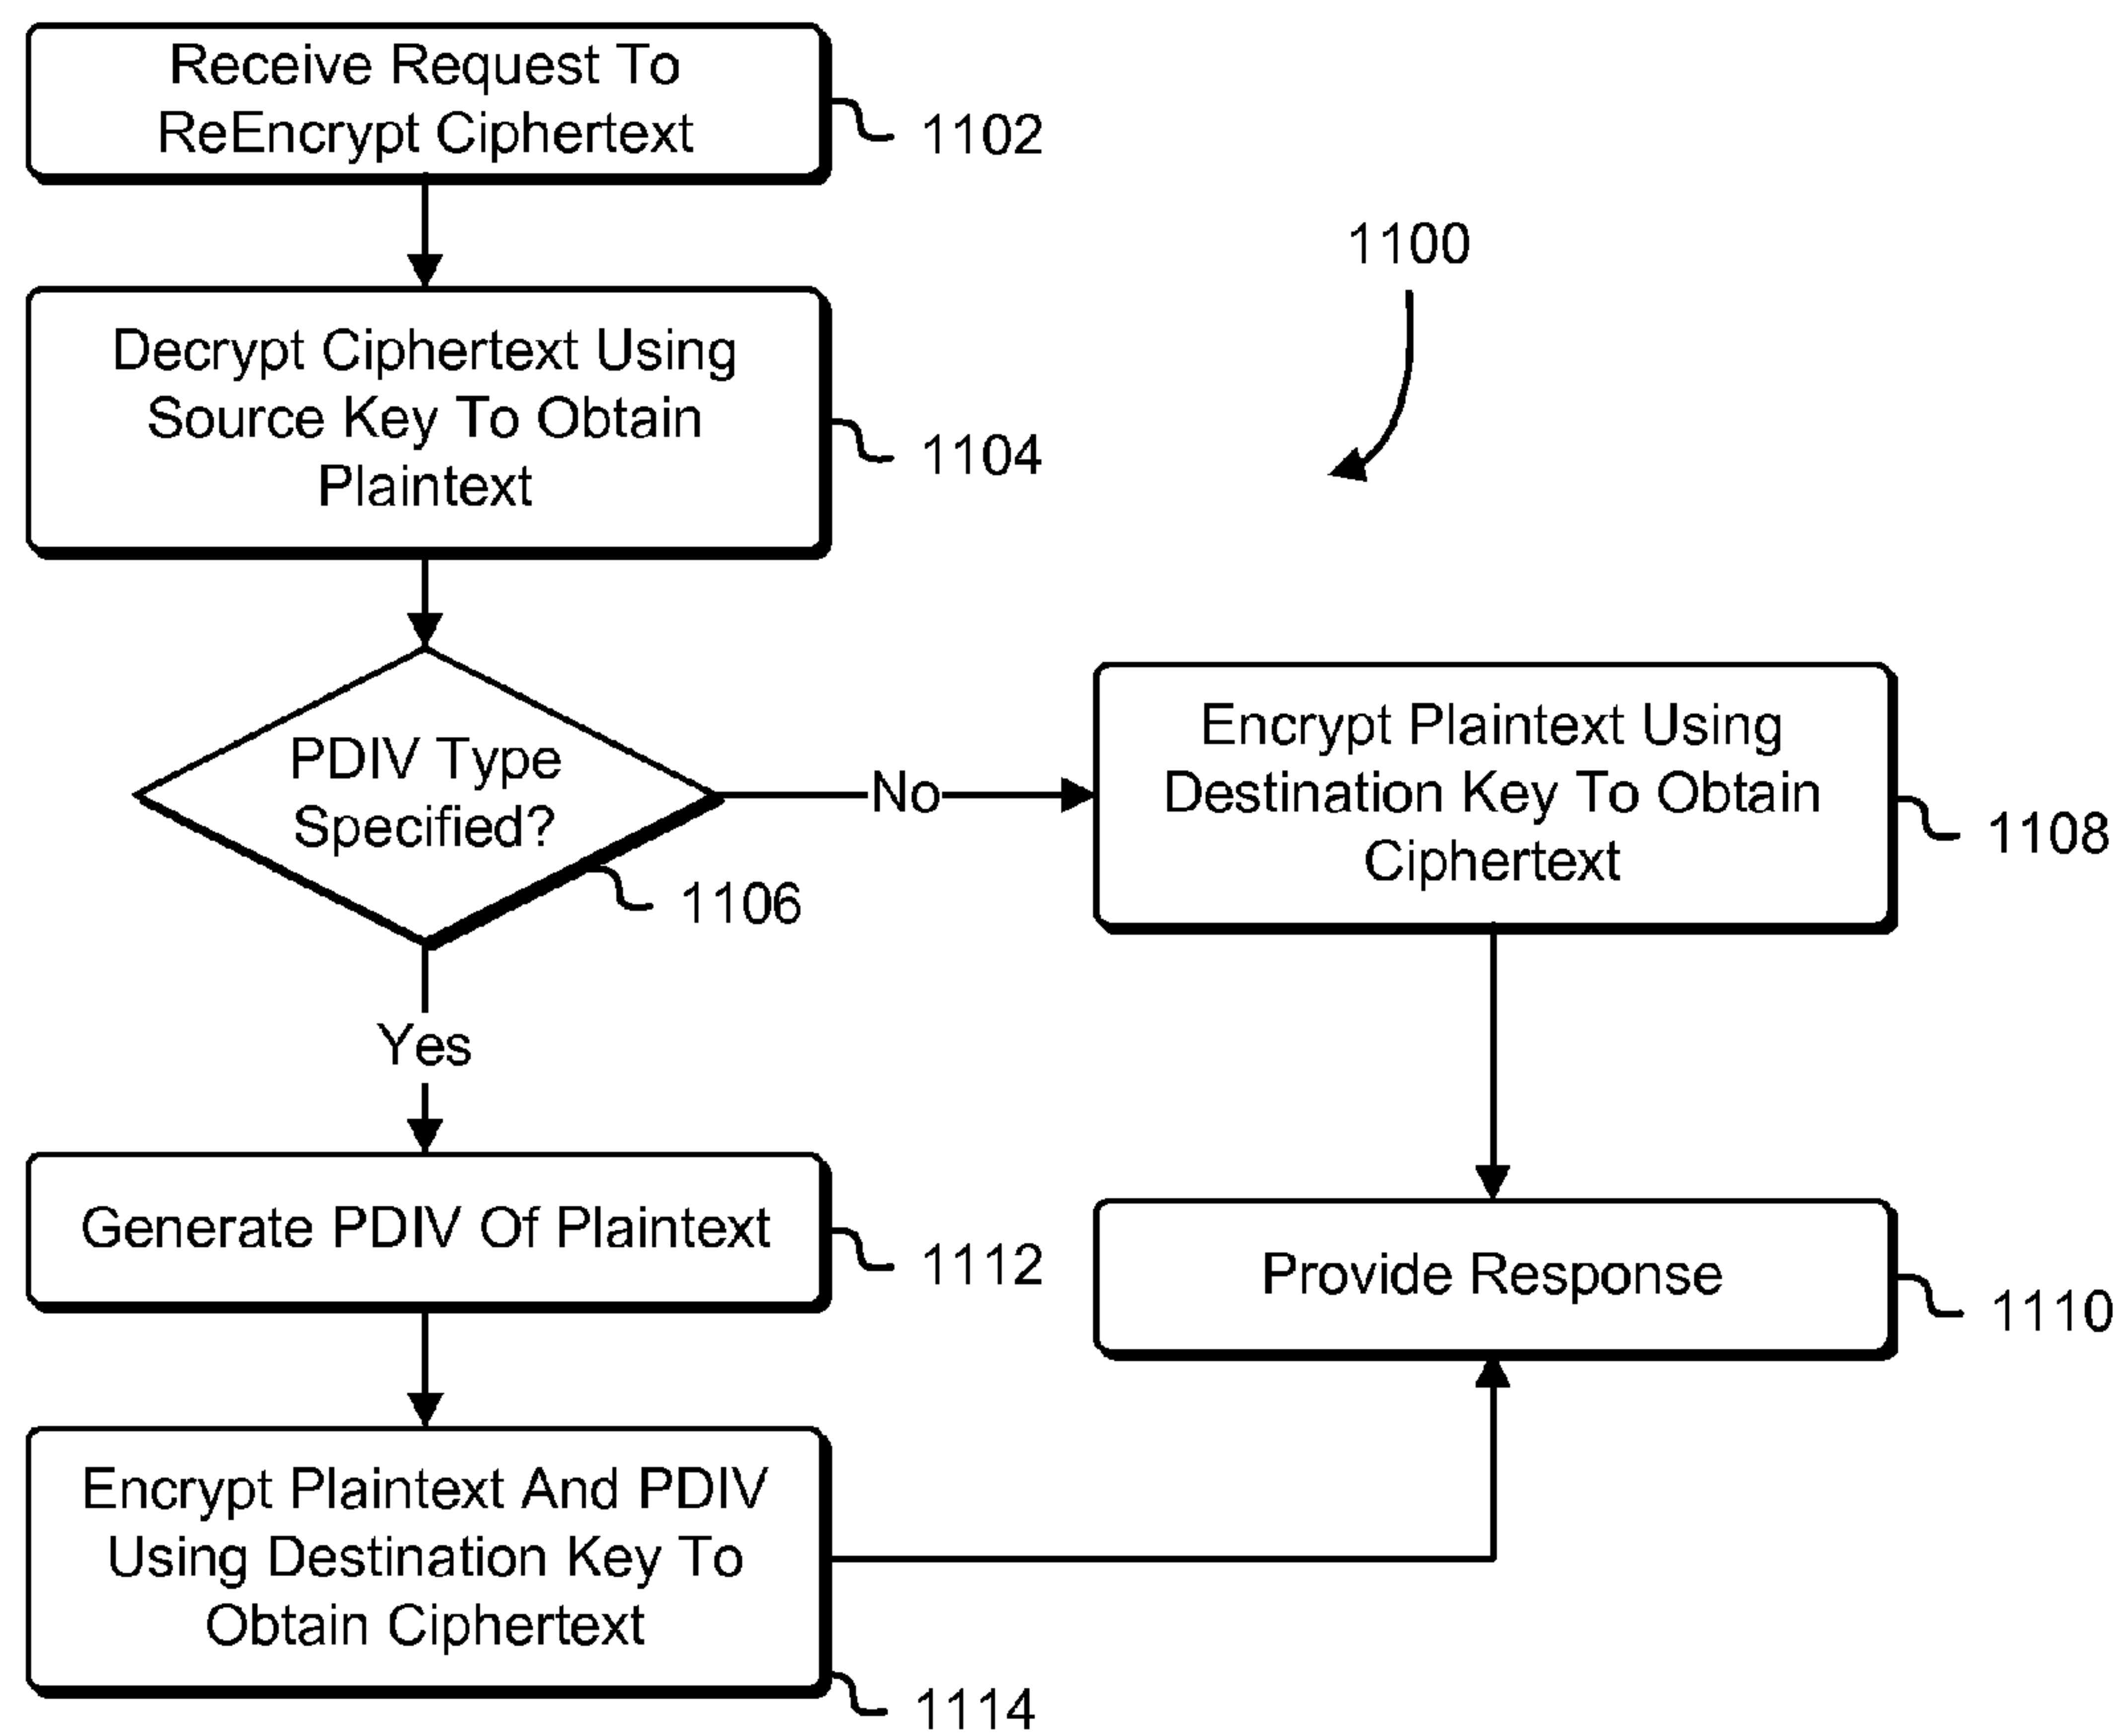 Receive Request To
ReEncrypt Ciphertext
1102
1100
Decrypt Ciphertext Using
Source Key To Obtain
Plaintext
1104
PDIV Type
Specified?
1106
No
Encrypt Plaintext Using
Destination Key To Obtain
Ciphertext
1108
Yes
Generate PDIV Of Plaintext
1112
Provide Response
1110
Encrypt Plaintext And PDIV
Using Destination Key To
Obtain Ciphertext
1114